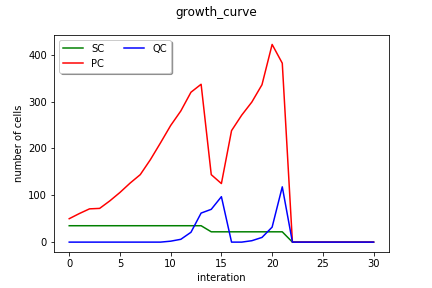 growth_curve
SC QC
PC
number of cells
400
300
200
100
0
0 5 10 15 20 25 30
interation